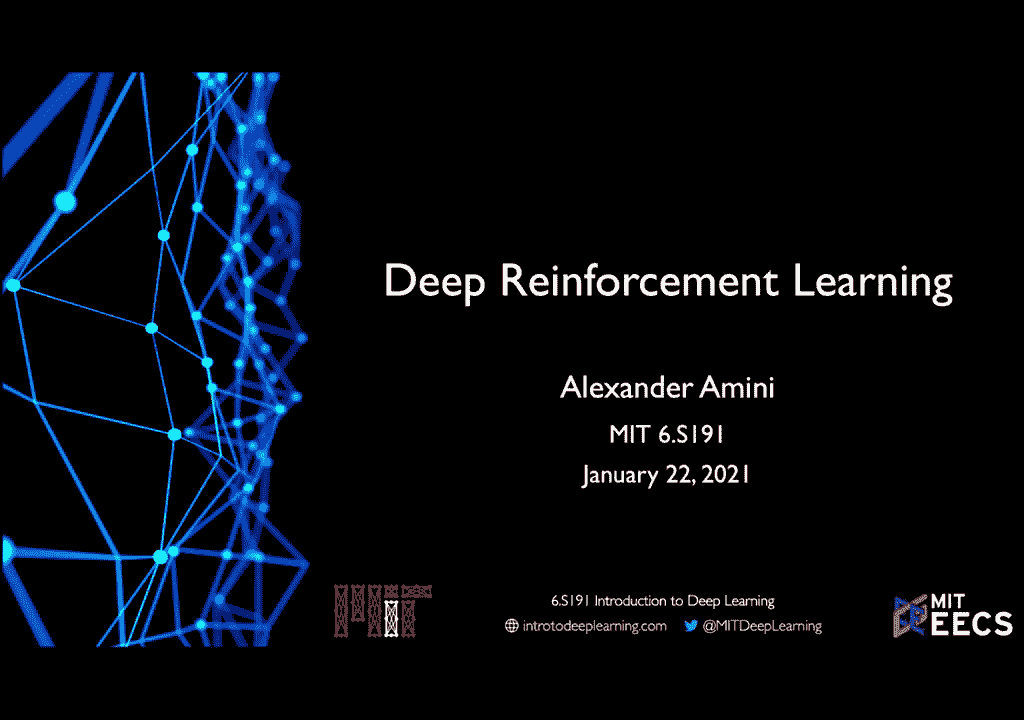 Deep Reinforcement Learning
Alexander Amini
MIT 6.S191
January 22, 2021
MIT
6.S191 Introduction to Deep Learning
introtodeeplearning.com @MITDeepLearning
MIT
EECS